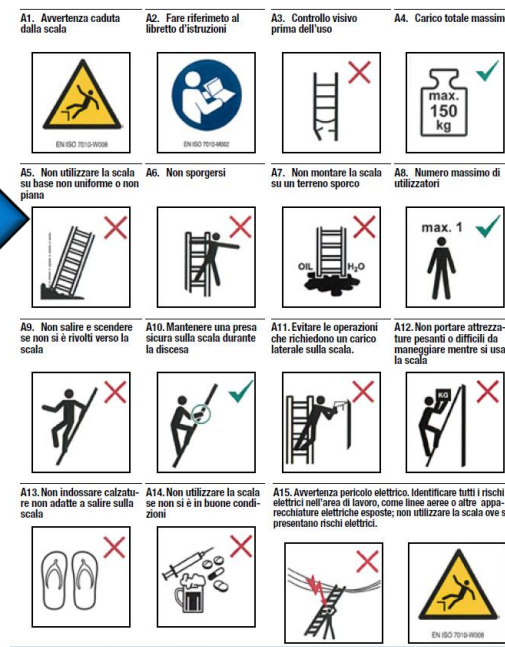 A1. Avvertenza caduta
dalla scala
A2. Fare riferimeto al
libretto d'istruzioni
A3. Controllo visivo
prima dell'uso
A4. Carico totale massim
EN ISO 7010-W008
EN ISO 7010-M002
max.
150
kg
A5. Non utilizzare la scala
su base non uniforme o non
piana
A6. Non sporgersi
A7. Non montare la scala
su un terreno sporco
A8. Numero massimo di
utilizzatori
OIL
H₂O
max. 1
A9. Non salire e scendere
se non si è rivolti verso la
scala
A10. Mantenere una presa
sicura sulla scala durante
la discesa
A11. Evitare le operazioni
che richiedono un carico
laterale sulla scala.
A12. Non portare attrezza-
ture pesanti o difficili da
maneggiare mentre si usa
la scala
KG
A13. Non indossare calzatu-
re non adatte a salire sulla
scala
A14. Non utilizzare la scala
se non si è in buone condi-
zioni
A15. Avvertenza pericolo elettrico. Identificare tutti i rischi
elettrici nell'area di lavoro, come linee aeree o altre appa-
recchiature elettriche esposte; non utilizzare la scala ove s
presentano rischi elettrici.
EN ISO 7010-W008